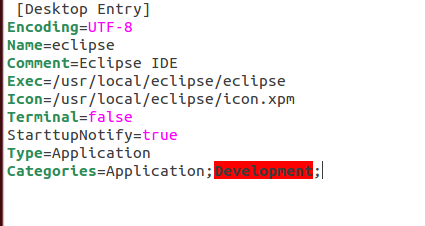 [Desktop Entry]
Encoding=UTF-8
Name=eclipse
Comment=Eclipse IDE
Exec=/usr/local/eclipse/eclipse
Icon=/usr/local/eclipse/icon.xpm
Terminal=false
StarttupNotify=true
Type=Application
Categories=Application;Development;